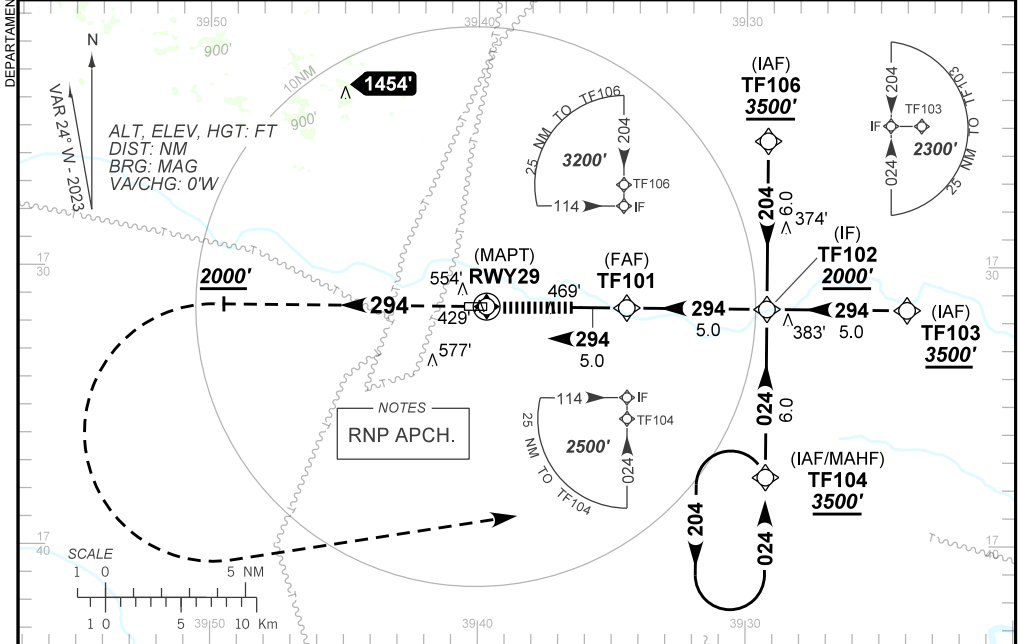 DEPARTAMEN
39 50
39 40
39 30
900'
10NM
1454'
900'
N
VAR 24° W - 2023
ALT, ELEV, HGT: FT
DIST: NM
BRG: MAG
VA/CHG: 0'W
25 NM TO TF106
204
3200'
TF106
114
IF
(IAF)
TF106
3500'
204
6.0
374'
204
TF103
IF
2300'
024
25 NM TO TF103
17
30
17
30
2000'
294
(MAPT)
RWY29
554'
429'
577'
469'
(FAF)
TF101
294
5.0
294
5.0
(IF)
TF102
2000'
294
5.0
383'
(IAF)
TF103
3500'
NOTES
RNP APCH.
114
IF
TF104
2500'
024
25 NM TO TF104
024
6.0
(IAF/MAHF)
TF104
3500'
204
024
17
40
17
40
SCALE
1 0 5 NM
1 0 5 10 Km
39 50
39 40
39 30